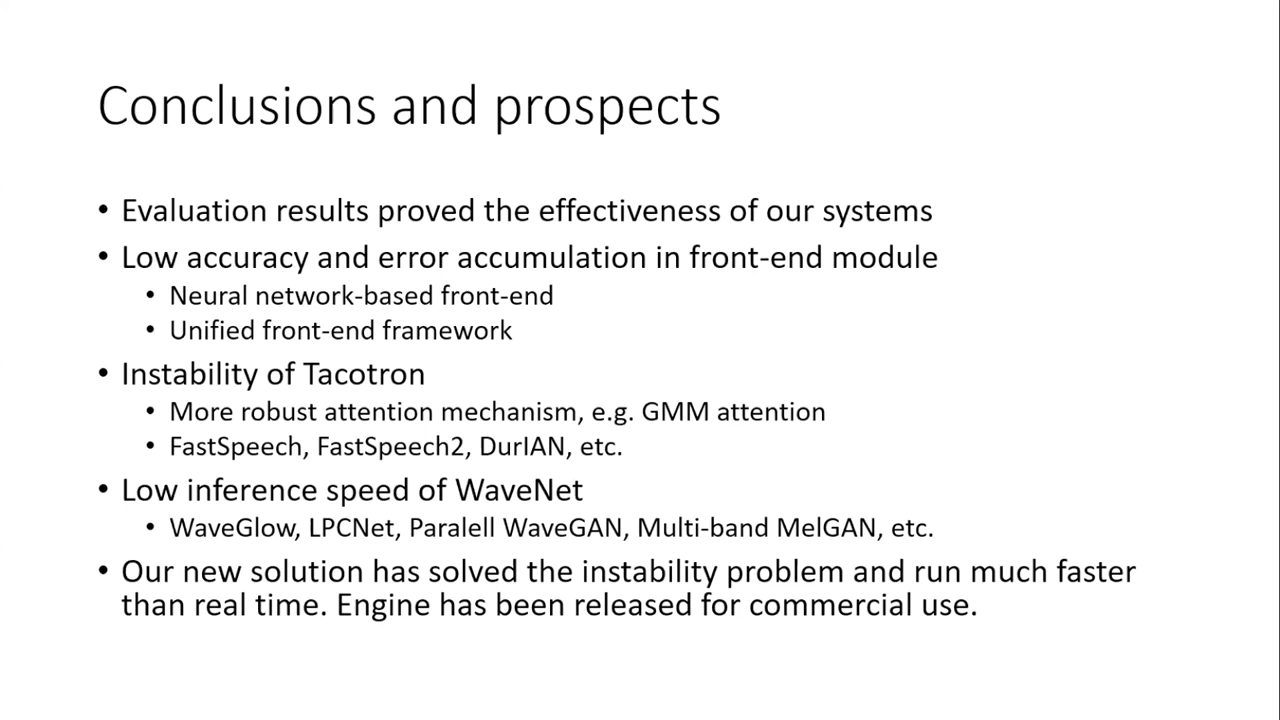 Conclusions and prospects
• Evaluation results proved the effectiveness of our systems
• Low accuracy and error accumulation in front-end module
• Neural network-based front-end
• Unified front-end framework
• Instability of Tacotron
• More robust attention mechanism, e.g. GMM attention
• FastSpeech, FastSpeech2, DurIAN, etc.
• Low inference speed of WaveNet
• WaveGlow, LPCNet, Paralell WaveGAN, Multi-band MelGAN, etc.
• Our new solution has solved the instability problem and run much faster
than real time. Engine has been released for commercial use.